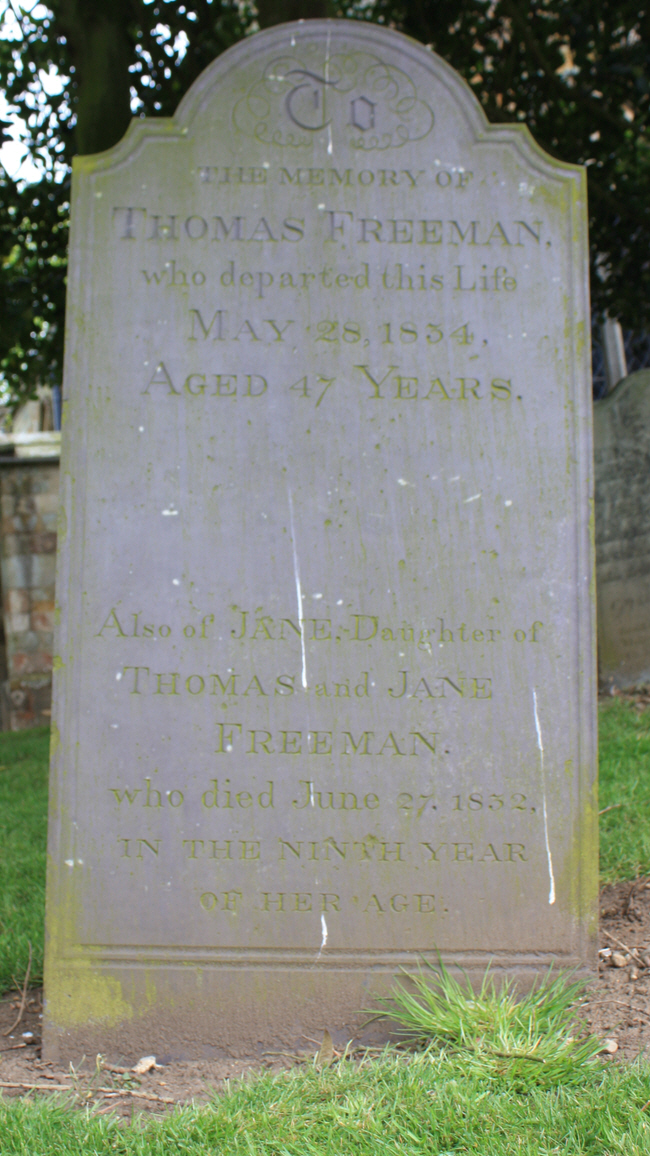 To
THE MEMORY OF
THOMAS FREEMAN,
who departed this Life
MAY 28, 1834,
AGED 47 YEARS.
Also of JANE, Daughter of
THOMAS and JANE
FREEMAN.
who died June 27, 1832,
IN THE NINTH YEAR
OF HER AGE.